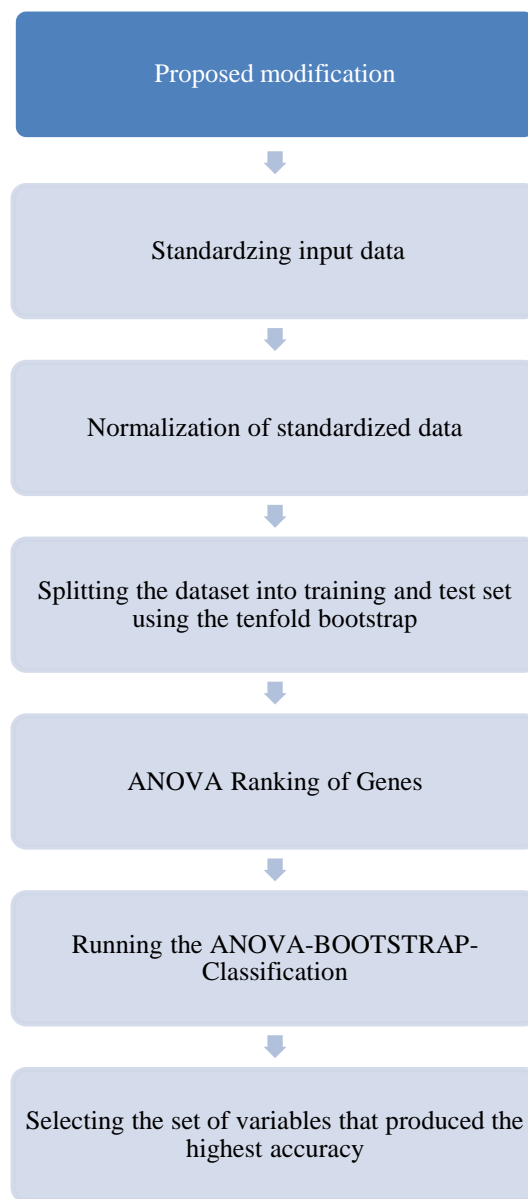 Proposed modification
Standardzing input data
Normalization of standardized data
Splitting the dataset into training and test set
using the tenfold bootstrap
ANOVA Ranking of Genes
Running the ANOVA-BOOTSTRAP-
Classification
Selecting the set of variables that produced the
highest accuracy